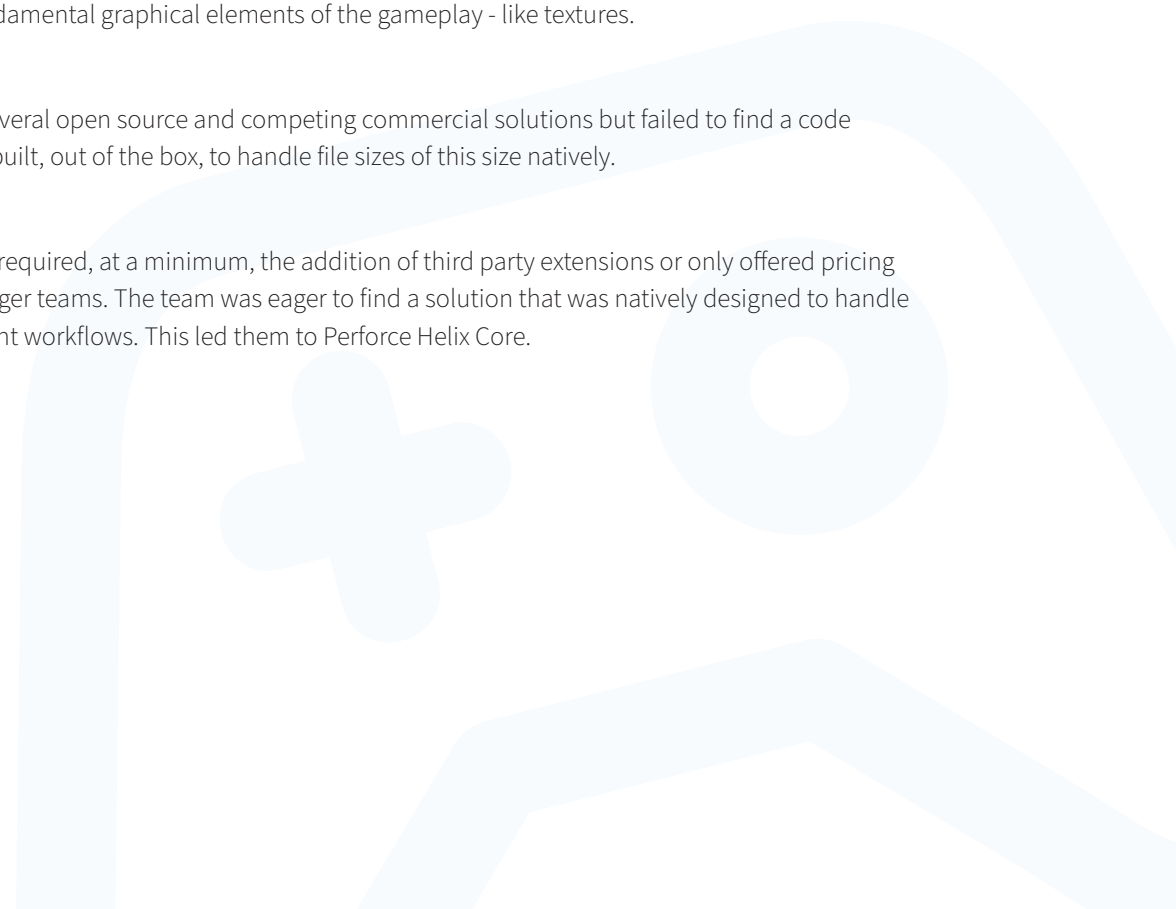 damental graphical elements of the gameplay - like textures.
veral open source and competing commercial solutions but failed to find a code
built, out of the box, to handle file sizes of this size natively.
required, at a minimum, the addition of third party extensions or only offered pricing
ger teams. The team was eager to find a solution that was natively designed to handle
nt workflows. This led them to Perforce Helix Core.